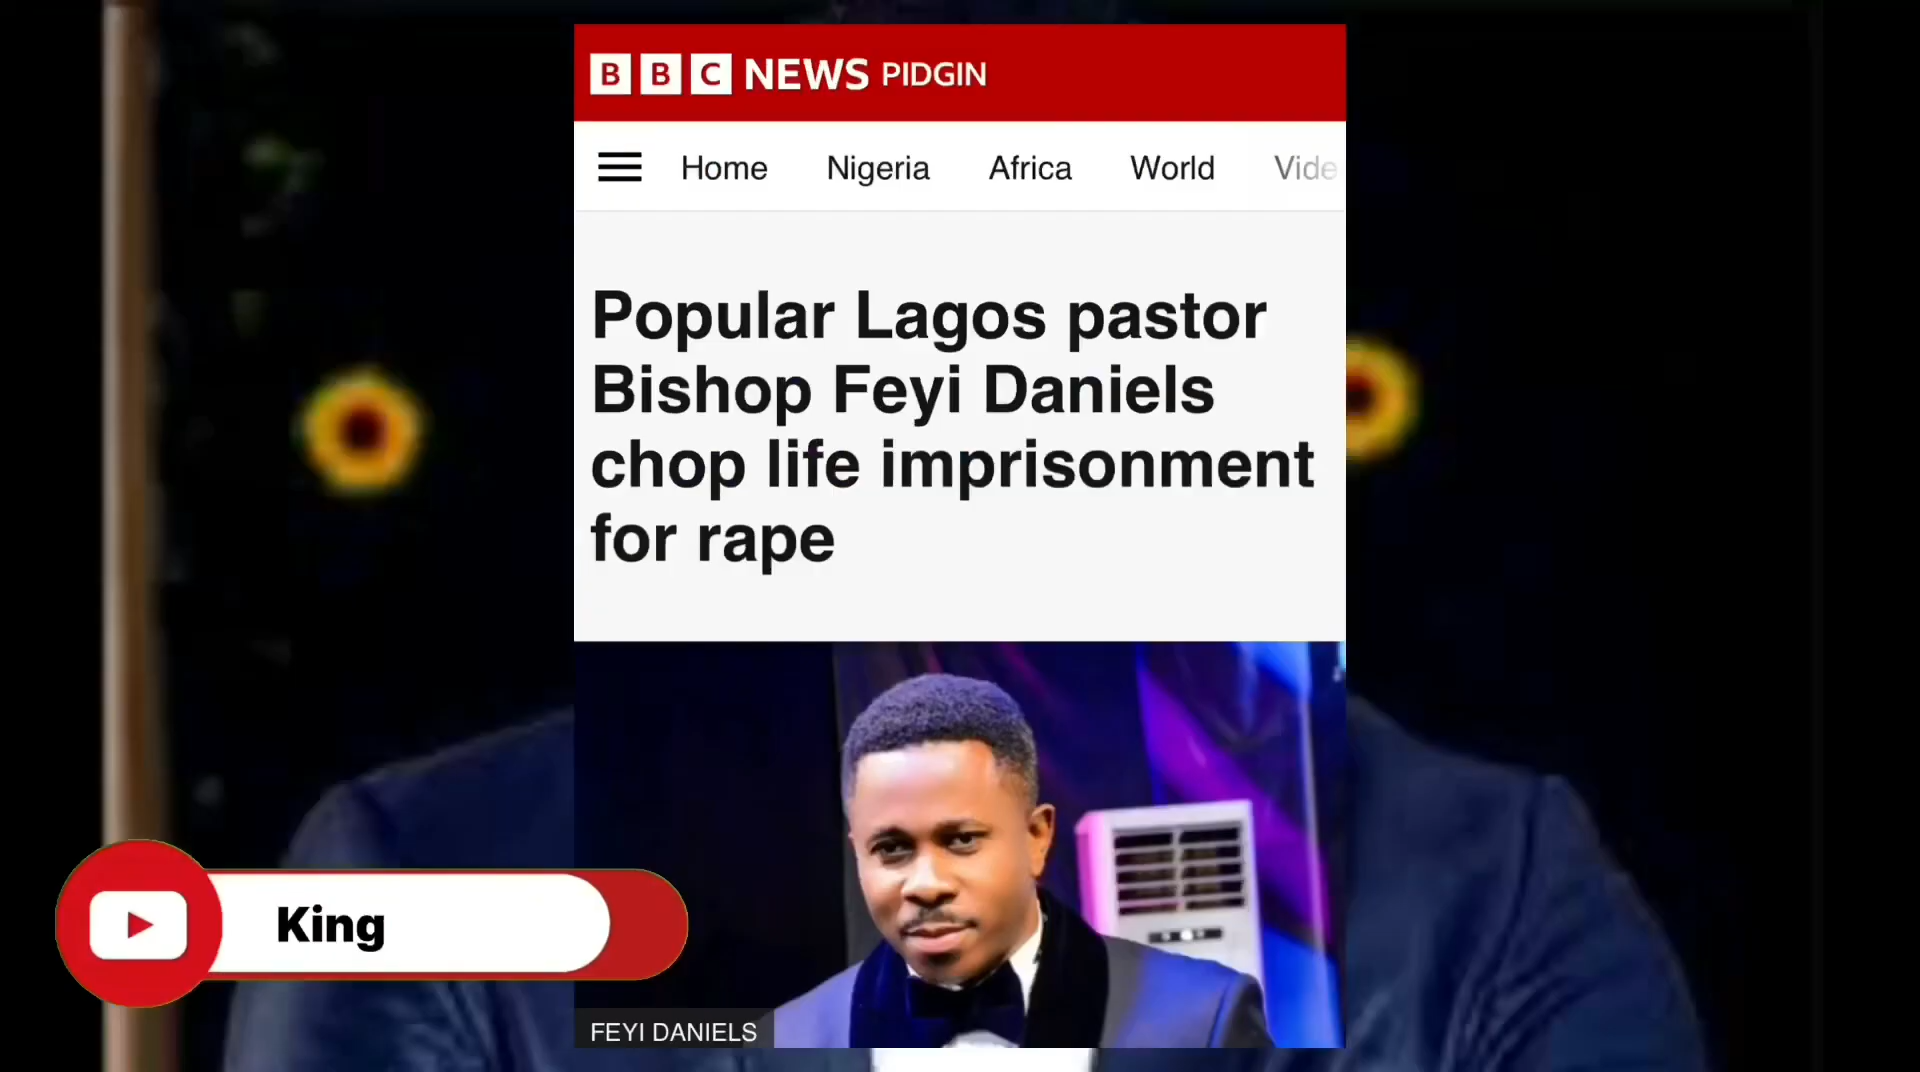 BBC NEWS PIDGIN
Home Nigeria Africa World Vide
Popular Lagos pastor
Bishop Feyi Daniels
chop life imprisonment
for rape
King
FEYI DANIELS